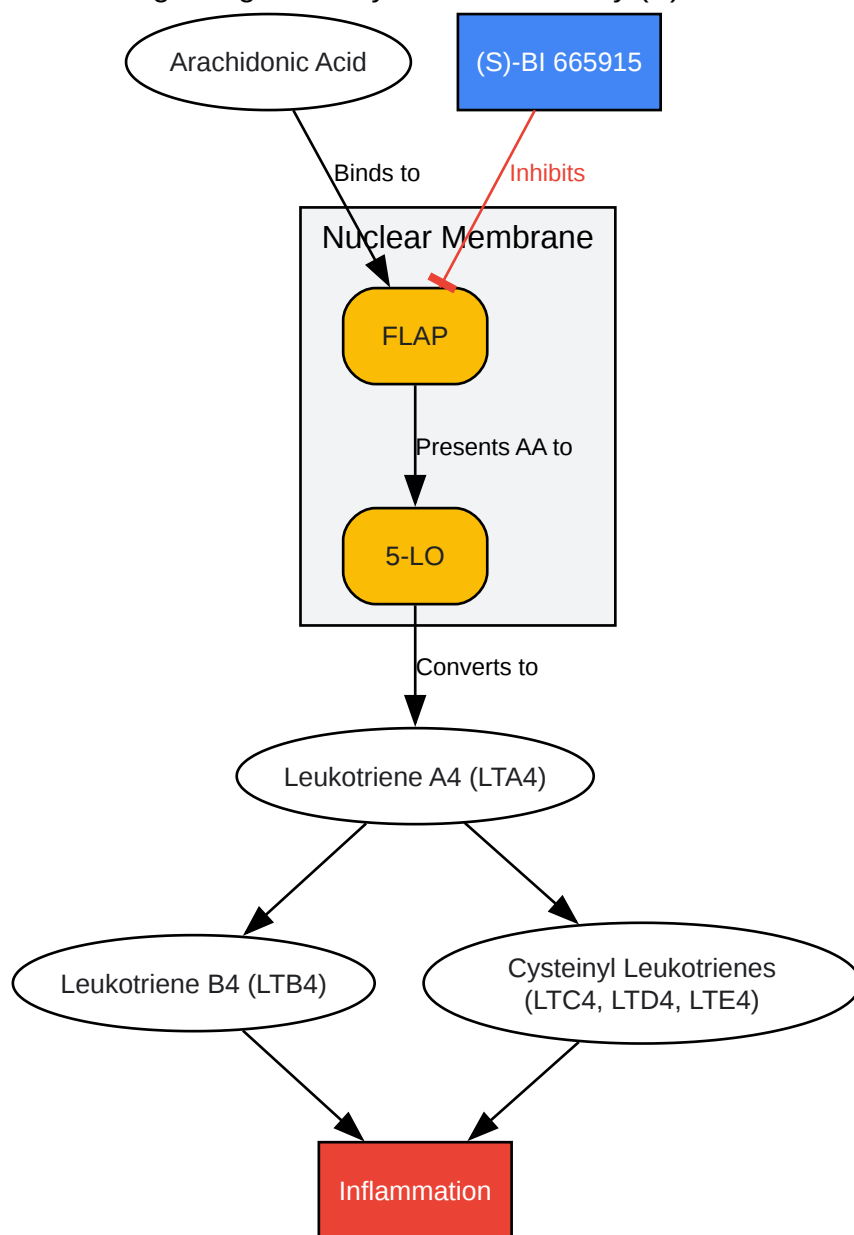 Arachidonic Acid
(S)-BI 665915
Binds to
Inhibits
Nuclear Membrane
FLAP
Presents AA to
5-LO
Converts to
Leukotriene A4 (LTA4)
Leukotriene B4 (LTB4)
Cysteinyl Leukotrienes
(LTC4, LTD4, LTE4)
Inflammation